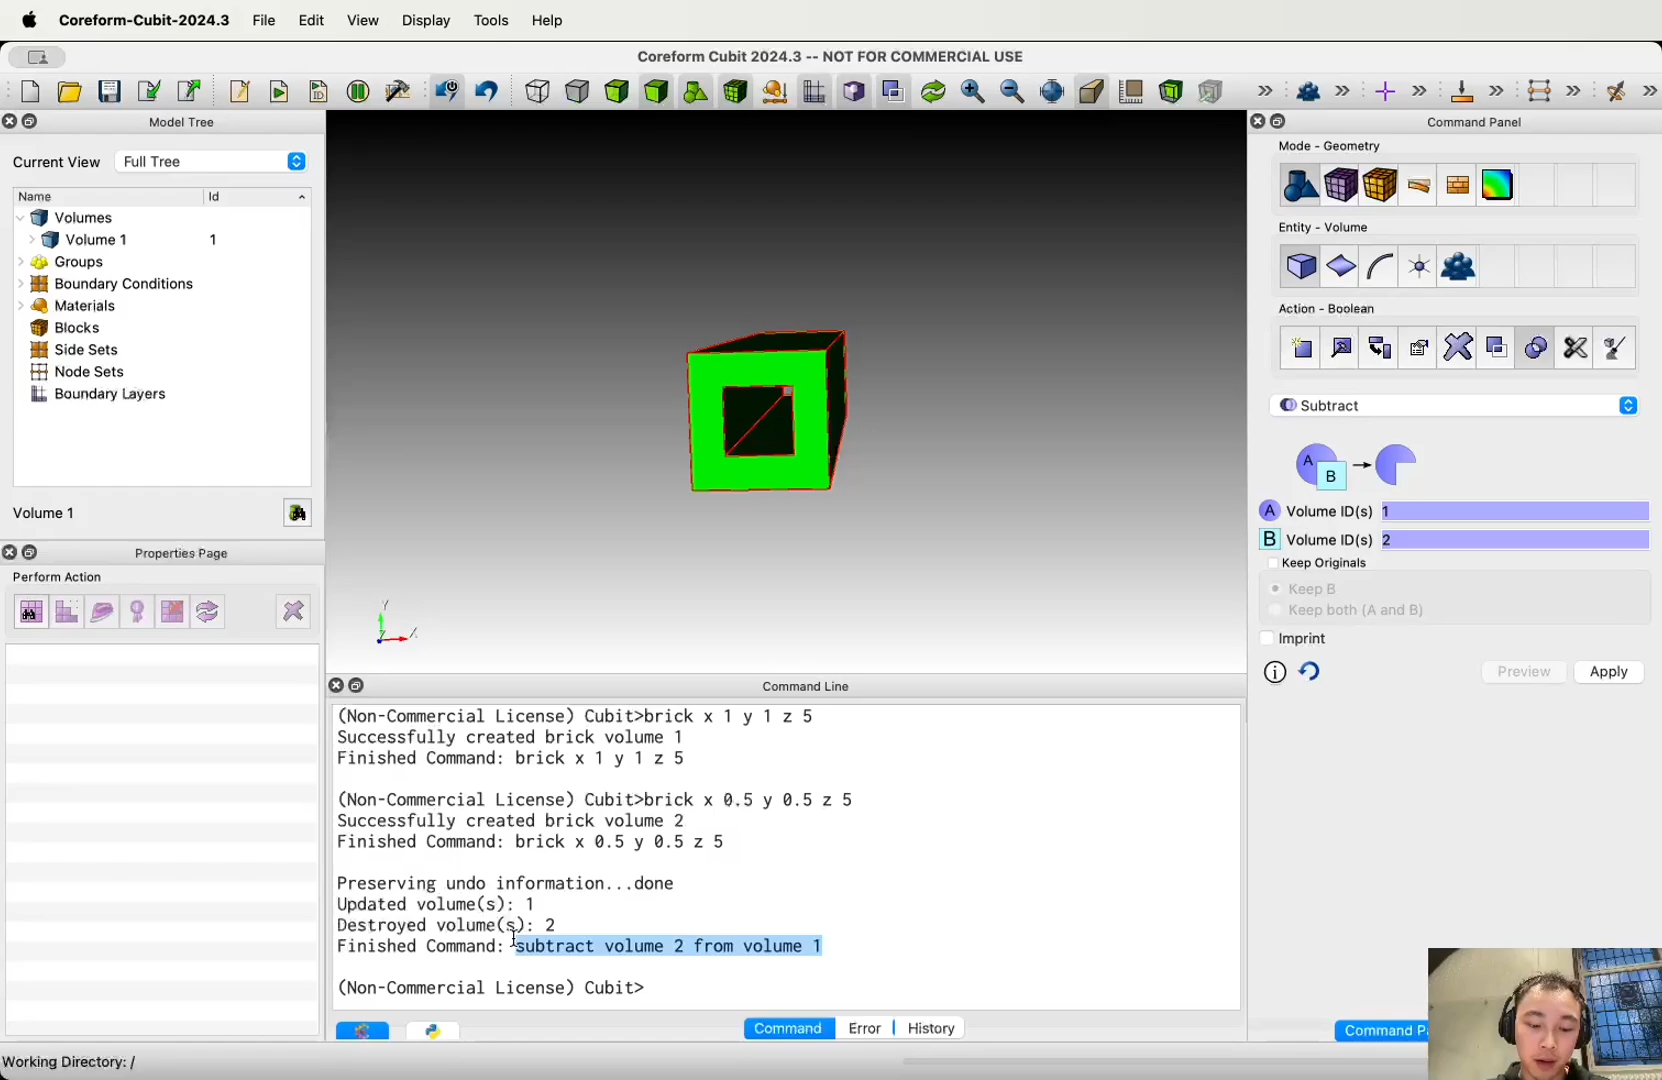 Coreform-Cubit-2024.3 File Edit View Display Tools Help
Coreform Cubit 2024.3 -- NOT FOR COMMERCIAL USE
Model Tree
Current View Full Tree
Name Id
Volumes
Volume 1 1
Groups
Boundary Conditions
Materials
Blocks
Side Sets
Node Sets
Boundary Layers
Volume 1
Properties Page
Perform Action
Y
X
Z
Command Line
(Non-Commercial License) Cubit>brick x 1 y 1 z 5
Successfully created brick volume 1
Finished Command: brick x 1 y 1 z 5
(Non-Commercial License) Cubit>brick x 0.5 y 0.5 z 5
Successfully created brick volume 2
Finished Command: brick x 0.5 y 0.5 z 5
Preserving undo information...done
Updated volume(s): 1
Destroyed volume(s): 2
Finished Command: subtract volume 2 from volume 1
(Non-Commercial License) Cubit>
Command Error History
Working Directory: /
Command Panel
Mode - Geometry
Entity - Volume
Action - Boolean
Subtract
A
B
A Volume ID(s) 1
B Volume ID(s) 2
Keep Originals
Keep B
Keep both (A and B)
Imprint
Preview Apply
Command P